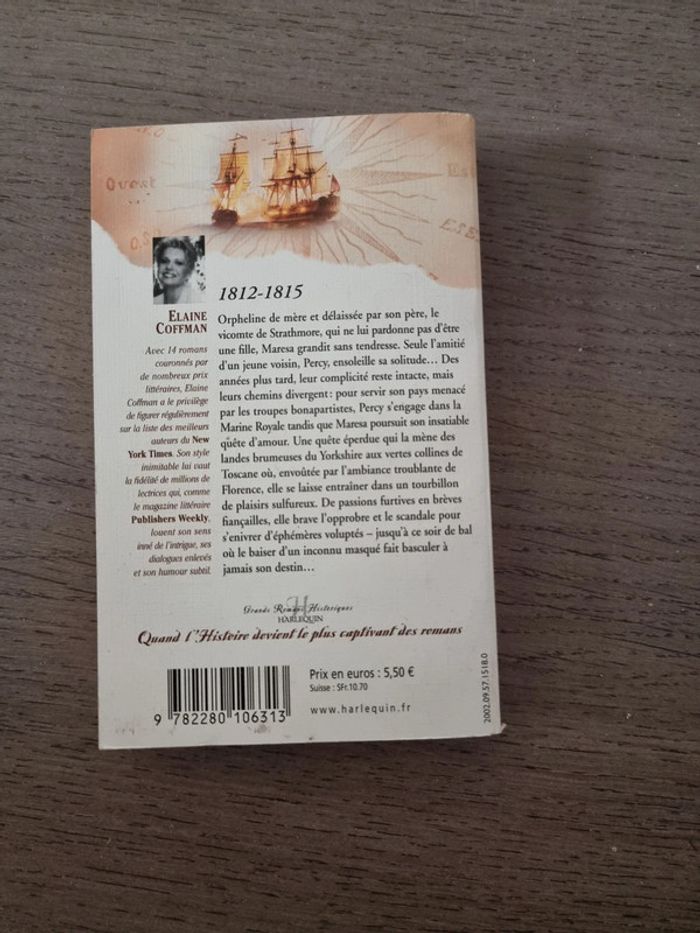 Ouest
Est
O.S.O
E.S.E
ELAINE
COFFMAN
Avec 14 romans
couronnés par
de nombreux prix
littéraires, Elaine
Coffman a le privilège
de figurer régulièrement
sur la liste des meilleurs
auteurs du New
York Times. Son style
inimitable lui vaut
la fidélité de millions de
lectrices qui, comme
le magazine littéraire
Publishers Weekly,
louent son sens
inné de l'intrigue, ses
dialogues enlevés
et son humour subtil.
1812-1815
Orpheline de mère et délaissée par son père, le
vicomte de Strathmore, qui ne lui pardonne pas d'être
une fille, Maresa grandit sans tendresse. Seule l'amitié
d'un jeune voisin, Percy, ensoleille sa solitude… Des
années plus tard, leur complicité reste intacte, mais
leurs chemins divergent : pour servir son pays menacé
par les troupes bonapartistes, Percy s'engage dans la
Marine Royale tandis que Maresa poursuit son insatiable
quête d'amour. Une quête éperdue qui la mène des
landes brumeuses du Yorkshire aux vertes collines de
Toscane où, envoûtée par l'ambiance troublante de
Florence, elle se laisse entraîner dans un tourbillon
de plaisirs sulfureux. De passions furtives en brèves
fiançailles, elle brave l'opprobre et le scandale pour
s'enivrer d'éphémères voluptés – jusqu'à ce soir de bal
où le baiser d'un inconnu masqué fait basculer à
jamais son destin…
H
Grands Romans Historiques
HARLEQUIN
Quand l'Histoire devient le plus captivant des romans
9 782280 106313
Prix en euros : 5,50 €
Suisse : SFr.10.70
www.harlequin.fr
2002.09.57.1518.0